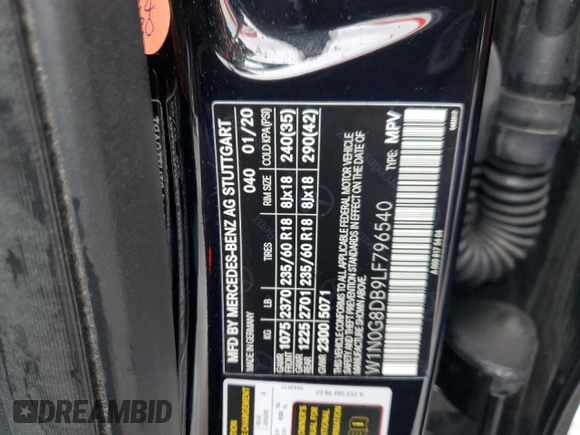 MFD BY MERCEDES-BENZ AG STUTTGART
040 01/20
KG LB TIRES RIM SIZE COLD KPA(PSI)
GAWR FRONT 1075 2370 235/60 R18 8Jx18 240(35)
GAWR REAR 1225 2701 235/60 R18 8Jx18 290(42)
GVWR 2300 5071
THIS VEHICLE CONFORMS TO ALL APPLICABLE FEDERAL MOTOR VEHICLE
SAFETY, BUMPER, AND THEFT PREVENTION STANDARDS IN EFFECT ON THE DATE OF
MANUFACTURE SHOWN ABOVE.
W1N0G8DB9LF796540 TYPE: MPV
DREAMBID